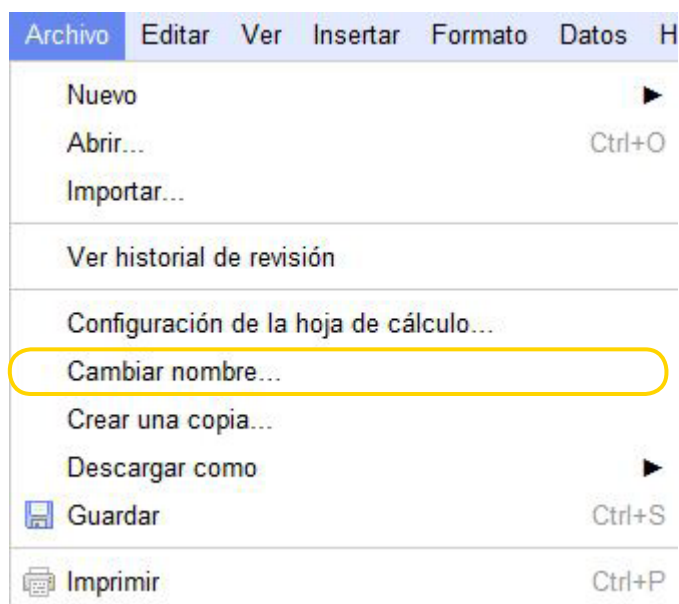 Archivo Editar Ver Insertar Formato Datos H
Nuevo
Abrir... Ctrl+O
Importar...
Ver historial de revisión
Configuración de la hoja de cálculo...
Cambiar nombre...
Crear una copia...
Descargar como
Guardar Ctrl+S
Imprimir Ctrl+P